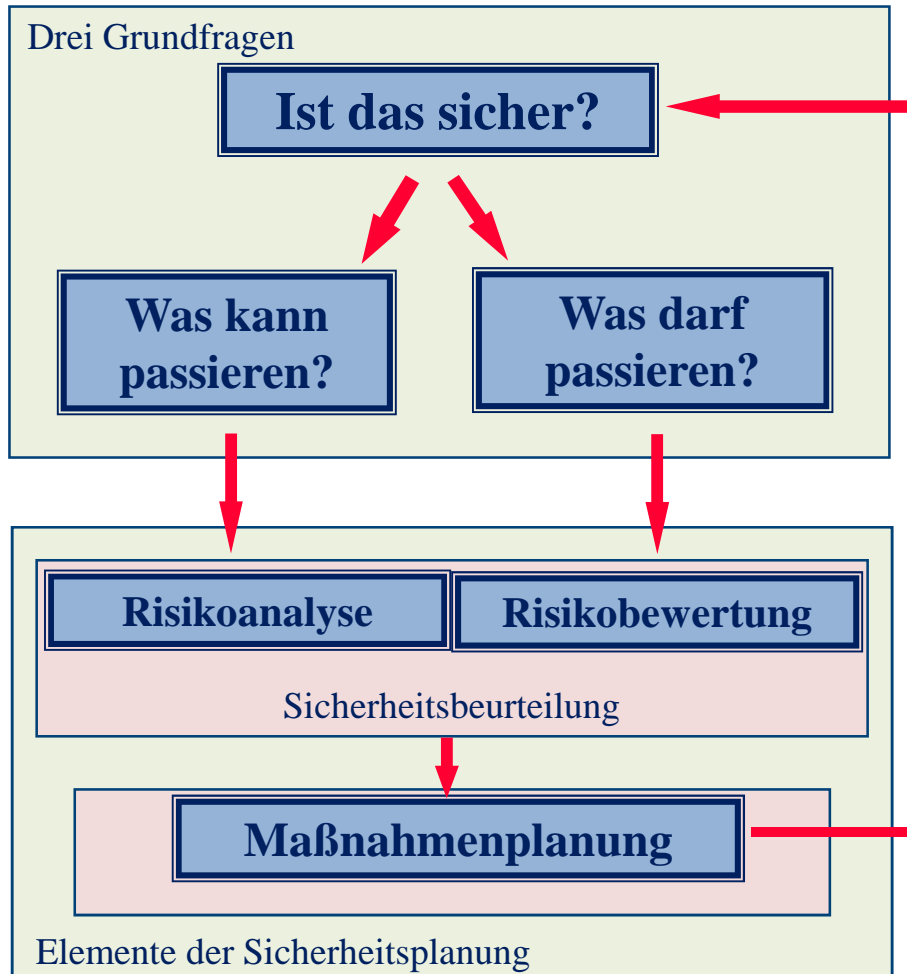 Drei Grundfragen
Ist das sicher?
Was kann
passieren?
Was darf
passieren?
Risikoanalyse
Risikobewertung
Sicherheitsbeurteilung
Maßnahmenplanung
Elemente der Sicherheitsplanung